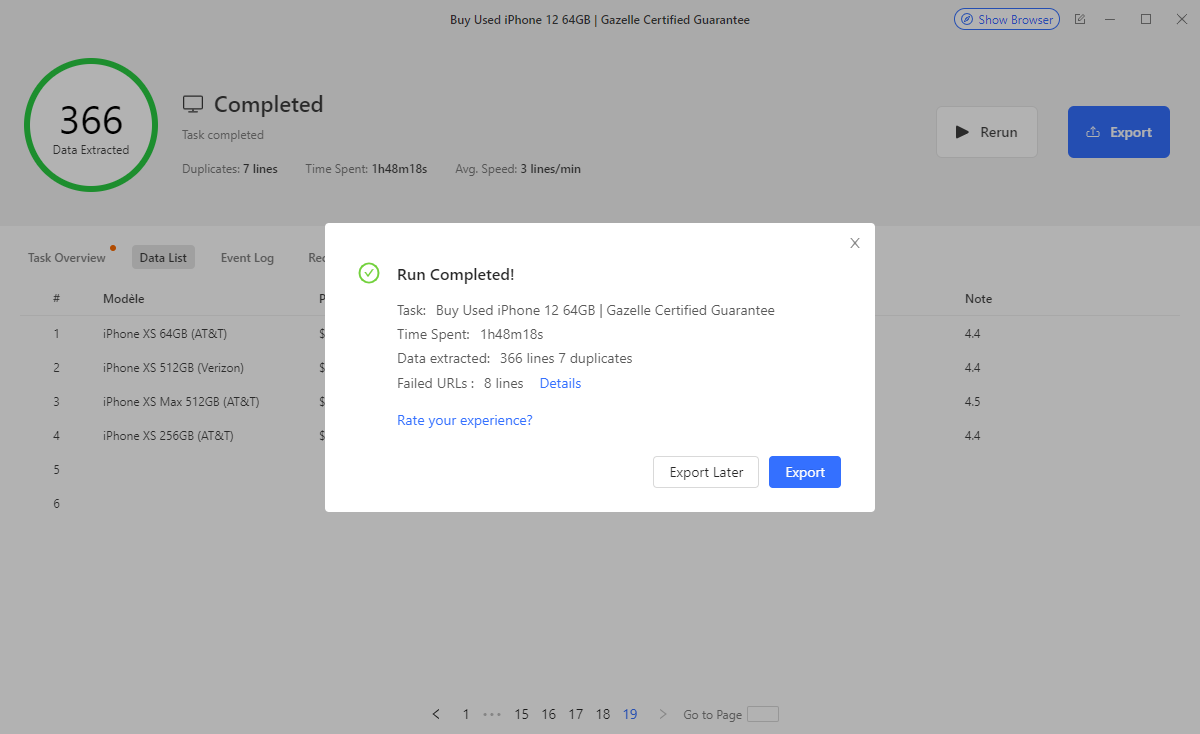 Buy Used iPhone 12 64GB | Gazelle Certified Guarantee
Show Browser
366
Data Extracted
Completed
Task completed
Duplicates: 7 lines Time Spent: 1h48m18s Avg. Speed: 3 lines/min
Rerun
Export
Task Overview Data List Event Log
# Modèle Note
1 iPhone XS 64GB (AT&T) $ 4.4
2 iPhone XS 512GB (Verizon) $ 4.4
3 iPhone XS Max 512GB (AT&T) $ 4.5
4 iPhone XS 256GB (AT&T) $ 4.4
5
6
Run Completed!
Task: Buy Used iPhone 12 64GB | Gazelle Certified Guarantee
Time Spent: 1h48m18s
Data extracted: 366 lines 7 duplicates
Failed URLs : 8 lines Details
Rate your experience?
Export Later Export
< 1 ••• 15 16 17 18 19 > Go to Page